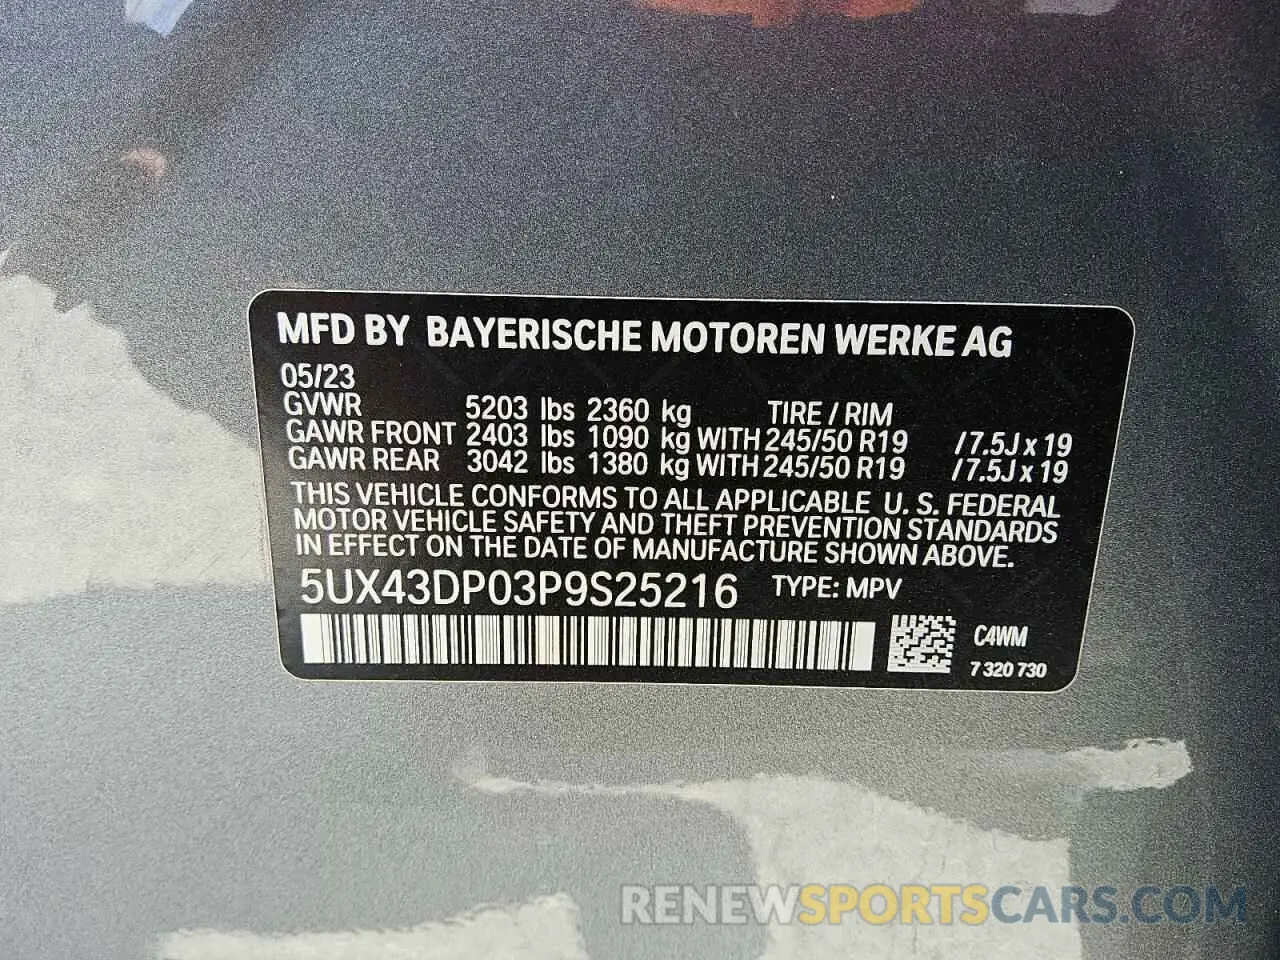 MFD BY BAYERISCHE MOTOREN WERKE AG
05/23
GVWR 5203 lbs 2360 kg TIRE / RIM
GAWR FRONT 2403 lbs 1090 kg WITH 245/50 R19 /7.5J x 19
GAWR REAR 3042 lbs 1380 kg WITH 245/50 R19 /7.5J x 19
THIS VEHICLE CONFORMS TO ALL APPLICABLE U. S. FEDERAL
MOTOR VEHICLE SAFETY AND THEFT PREVENTION STANDARDS
IN EFFECT ON THE DATE OF MANUFACTURE SHOWN ABOVE.
5UX43DP03P9S25216 TYPE: MPV
C4WM
7 320 730
RENEWSPORTSCARS.COM